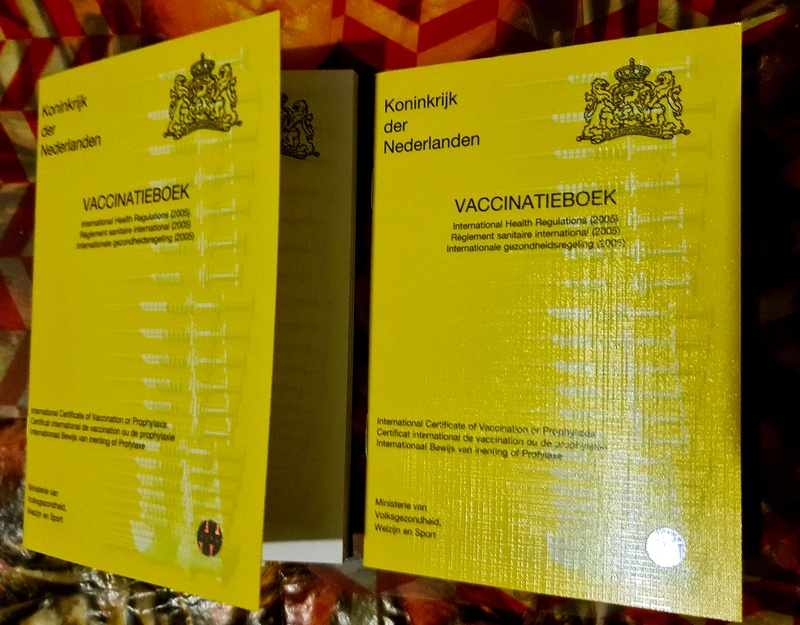 Koninkrijk
der
Nederlanden
VACCINATIEBOEK
International Health Regulations (2005)
Règlement sanitaire international (2005)
Internationale gezondheidsregeling (2005)
International Certificate of Vaccination or Prophylaxis
Certificat international de vaccination ou de prophylaxie
Internationaal Bewijs van inenting of Profylaxe
Ministerie van
Volksgezondheid,
Welzijn en Sport
Koninkrijk
der
Nederlanden
VACCINATIEBOEK
International Health Regulations (2005)
Règlement sanitaire international (2005)
Internationale gezondheidsregeling (2005)
International Certificate of Vaccination or Prophylaxis
Certificat international de vaccination ou de prophylaxie
Internationaal Bewijs van inenting of Profylaxe
Ministerie van
Volksgezondheid,
Welzijn en Sport